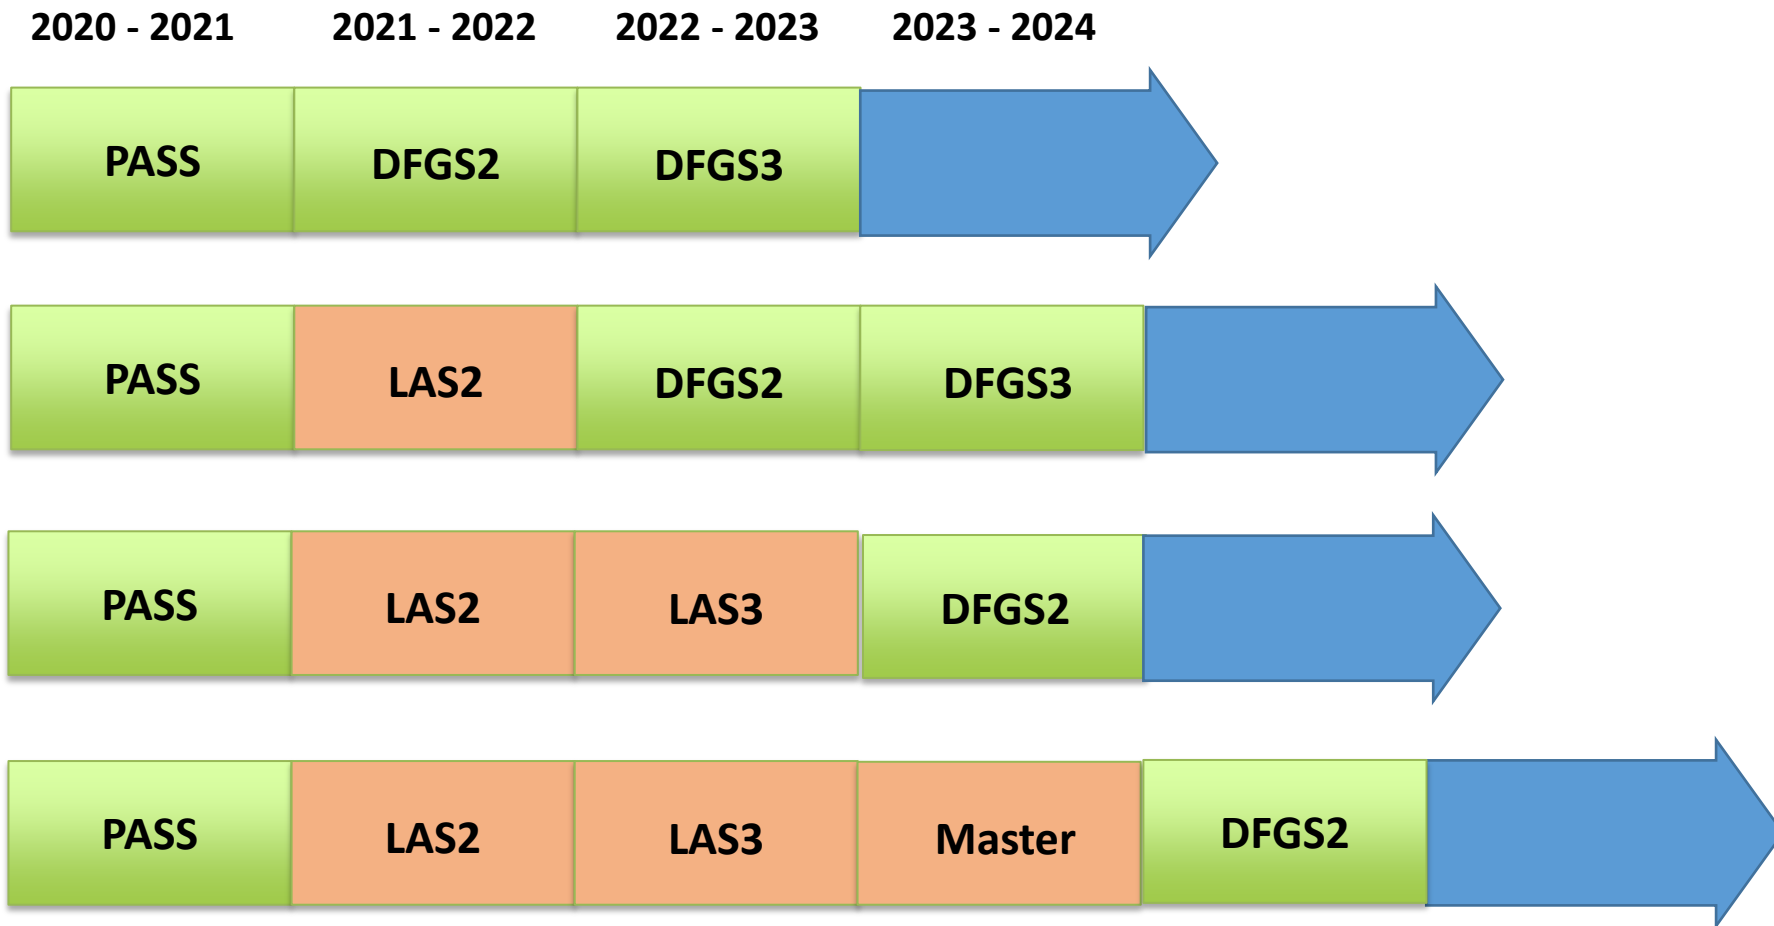 2020 - 2021 2021 - 2022 2022 - 2023 2023 - 2024
PASS DFGS2 DFGS3
PASS LAS2 DFGS2 DFGS3
PASS LAS2 LAS3 DFGS2
PASS LAS2 LAS3 Master DFGS2